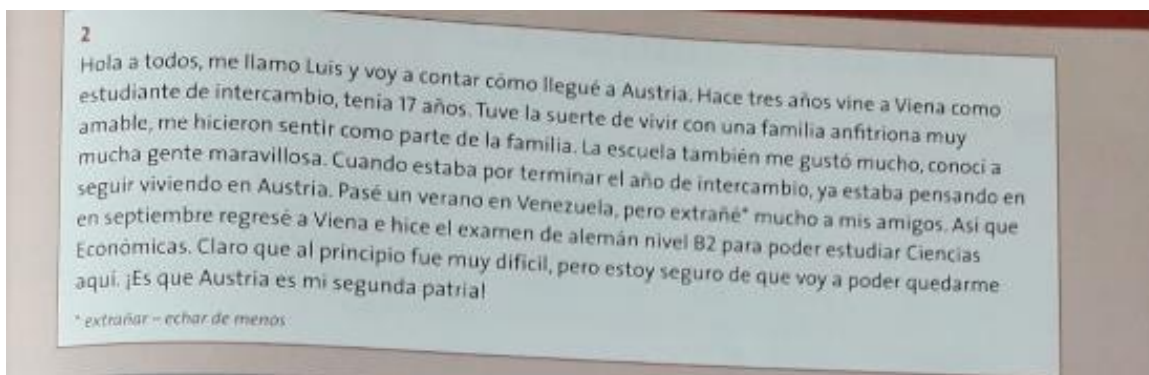 2
Hola a todos, me llamo Luis y voy a contar cómo llegué a Austria. Hace tres años vine a Viena como
estudiante de intercambio, tenía 17 años. Tuve la suerte de vivir con una familia anfitriona muy
amable, me hicieron sentir como parte de la familia. La escuela también me gustó mucho, conocí a
mucha gente maravillosa. Cuando estaba por terminar el año de intercambio, ya estaba pensando en
seguir viviendo en Austria. Pasé un verano en Venezuela, pero extrañé* mucho a mis amigos. Así que
en septiembre regresé a Viena e hice el examen de alemán nivel B2 para poder estudiar Ciencias
Económicas. Claro que al principio fue muy difícil, pero estoy seguro de que voy a poder quedarme
aquí. ¡Es que Austria es mi segunda patria!
* extrañar – echar de menos